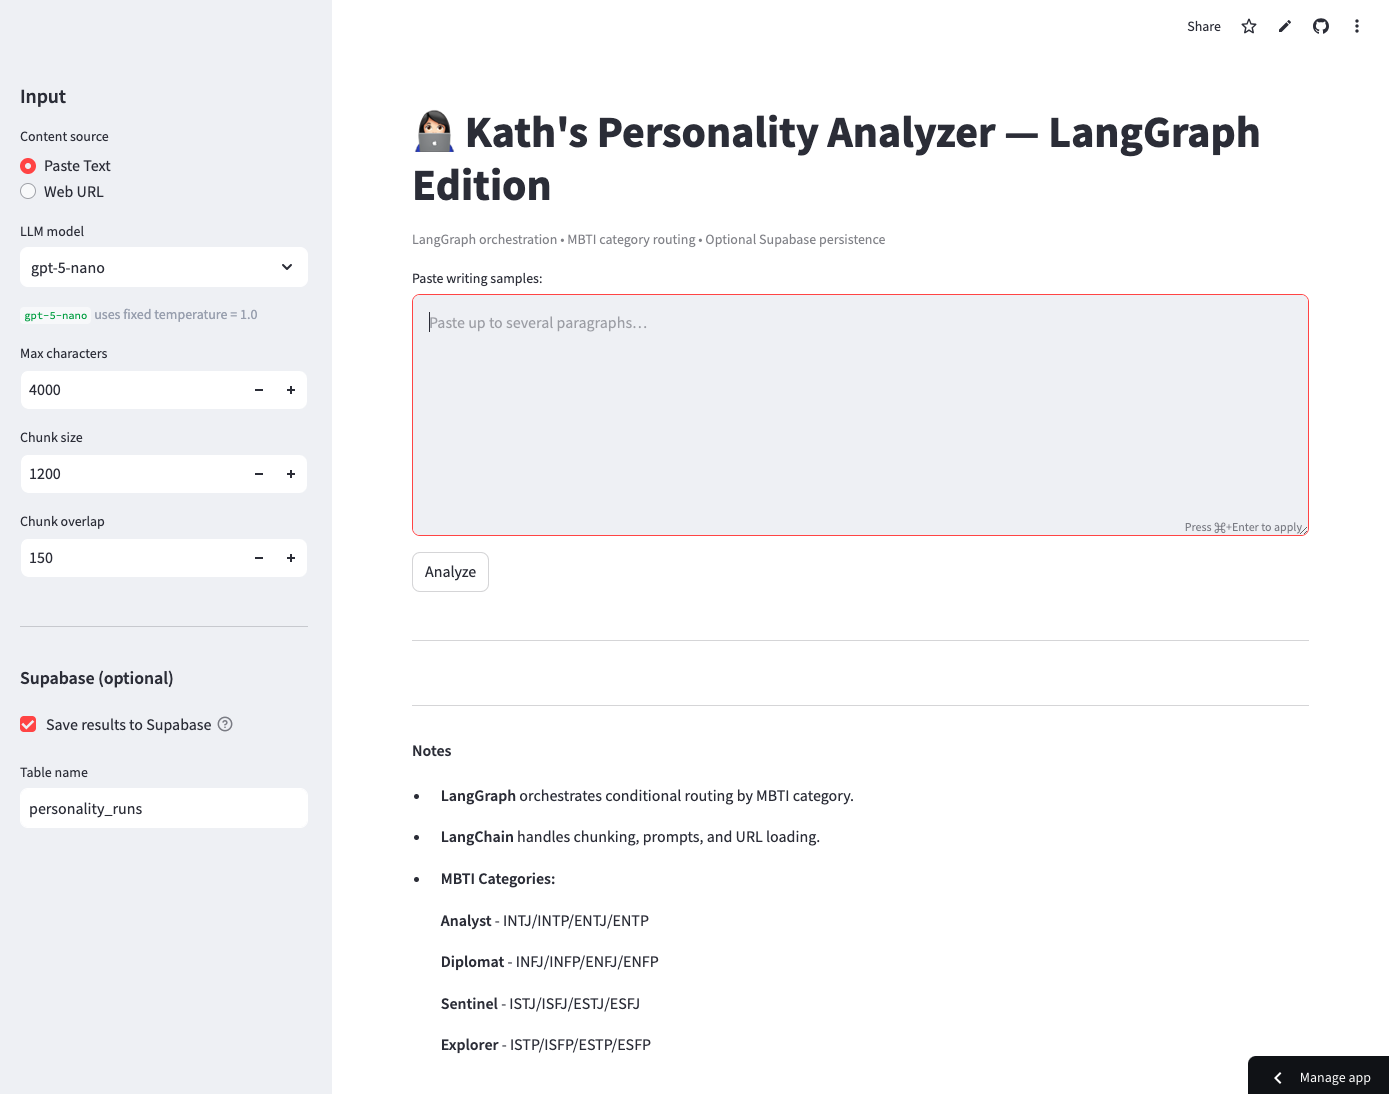 Share
Input
Content source
Paste Text
Web URL
LLM model
gpt-5-nano
gpt-5-nano uses fixed temperature = 1.0
Max characters
4000
Chunk size
1200
Chunk overlap
150
Supabase (optional)
Save results to Supabase
Table name
personality_runs
Kath's Personality Analyzer — LangGraph
Edition
LangGraph orchestration • MBTI category routing • Optional Supabase persistence
Paste writing samples:
Paste up to several paragraphs…
Press ⌘+Enter to apply
Analyze
Notes
• LangGraph orchestrates conditional routing by MBTI category.
• LangChain handles chunking, prompts, and URL loading.
• MBTI Categories:
Analyst - INTJ/INTP/ENTJ/ENTP
Diplomat - INFJ/INFP/ENFJ/ENFP
Sentinel - ISTJ/ISFJ/ESTJ/ESFJ
Explorer - ISTP/ISFP/ESTP/ESFP
Manage app